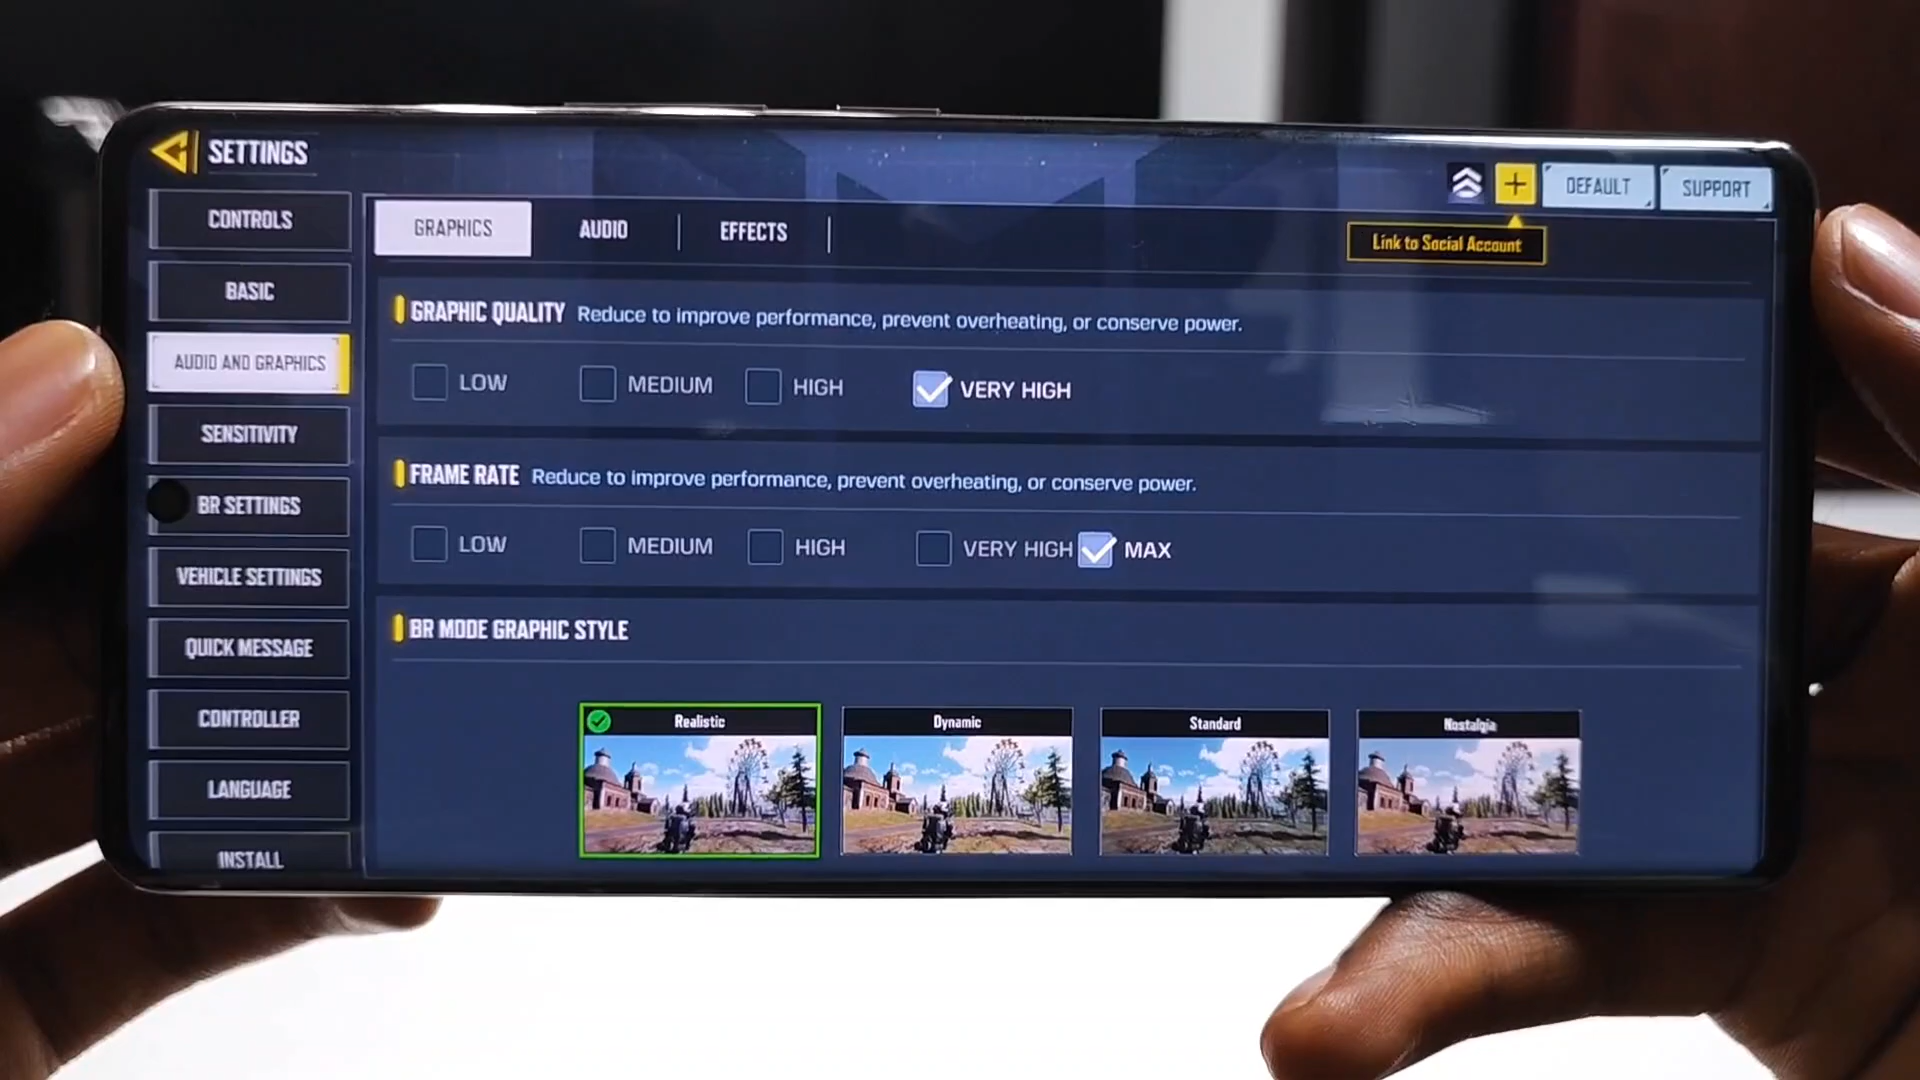 SETTINGS
DEFAULT
SUPPORT
Link to Social Account
CONTROLS
BASIC
AUDIO AND GRAPHICS
SENSITIVITY
BR SETTINGS
VEHICLE SETTINGS
QUICK MESSAGE
CONTROLLER
LANGUAGE
INSTALL
GRAPHICS
AUDIO
EFFECTS
GRAPHIC QUALITY Reduce to improve performance, prevent overheating, or conserve power.
LOW MEDIUM HIGH VERY HIGH
FRAME RATE Reduce to improve performance, prevent overheating, or conserve power.
LOW MEDIUM HIGH VERY HIGH MAX
BR MODE GRAPHIC STYLE
Realistic Dynamic Standard Nostalgia